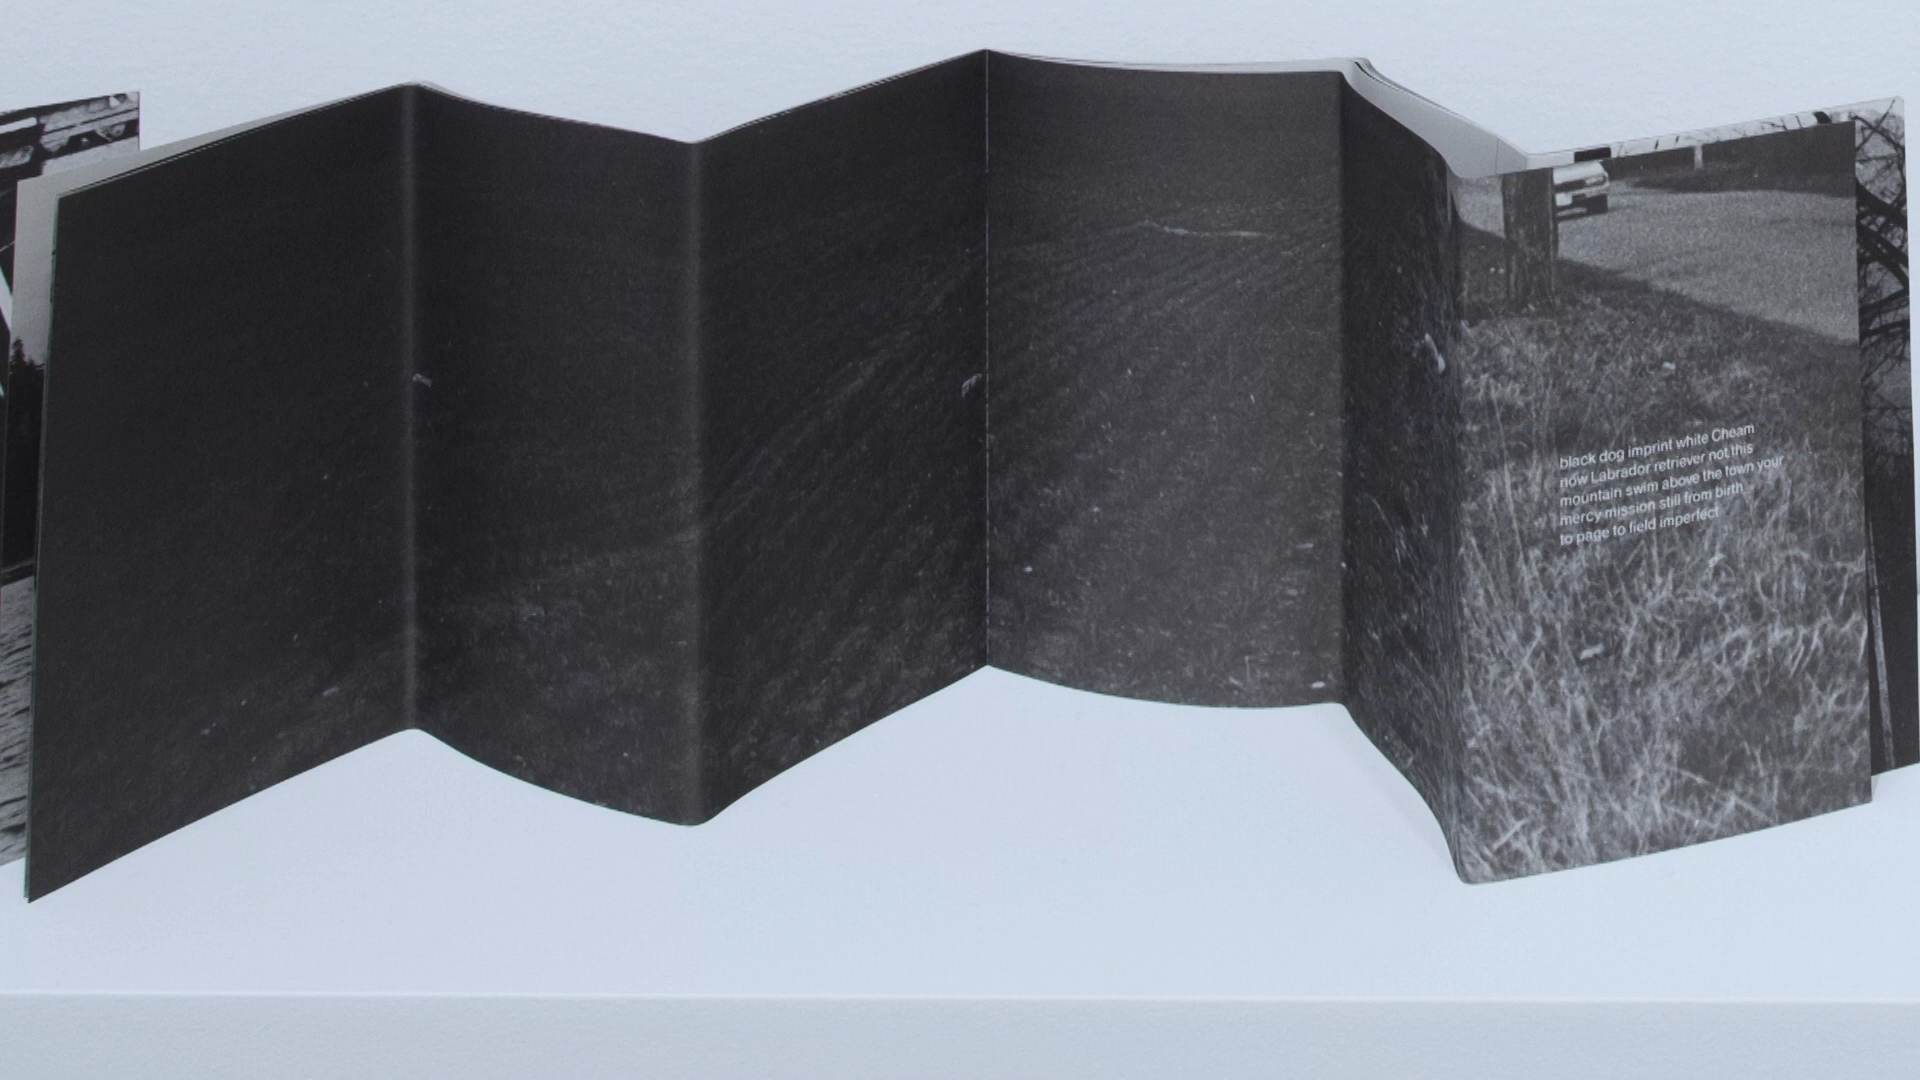 black dog imprint white Cheam
now Labrador retriever not this
mountain swim above the town your
mercy mission still from birth
to page to field imperfect